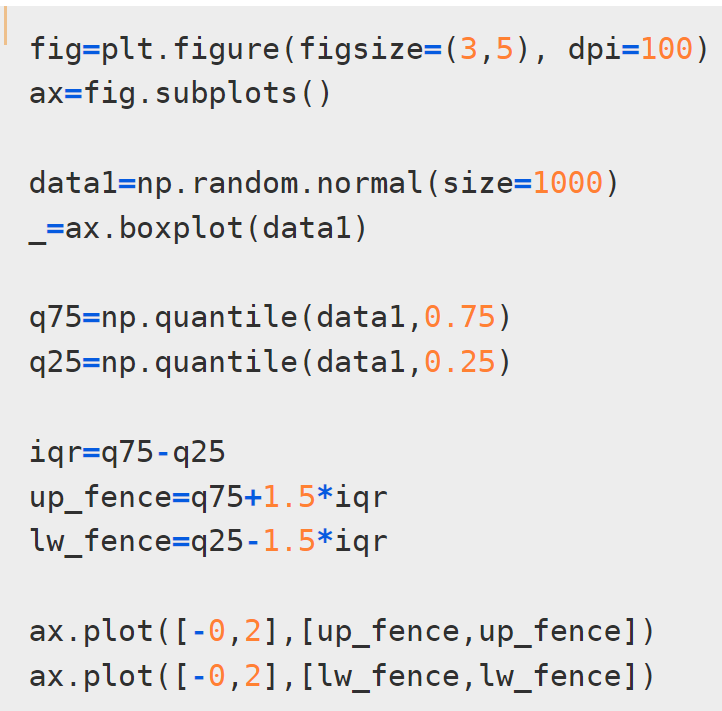 fig=plt.figure(figsize=(3,5), dpi=100)
ax=fig.subplots()
data1=np.random.normal(size=1000)
_=ax.boxplot(data1)
q75=np.quantile(data1,0.75)
q25=np.quantile(data1,0.25)
iqr=q75-q25
up_fence=q75+1.5*iqr
lw_fence=q25-1.5*iqr
ax.plot([-0,2],[up_fence,up_fence])
ax.plot([-0,2],[lw_fence,lw_fence])